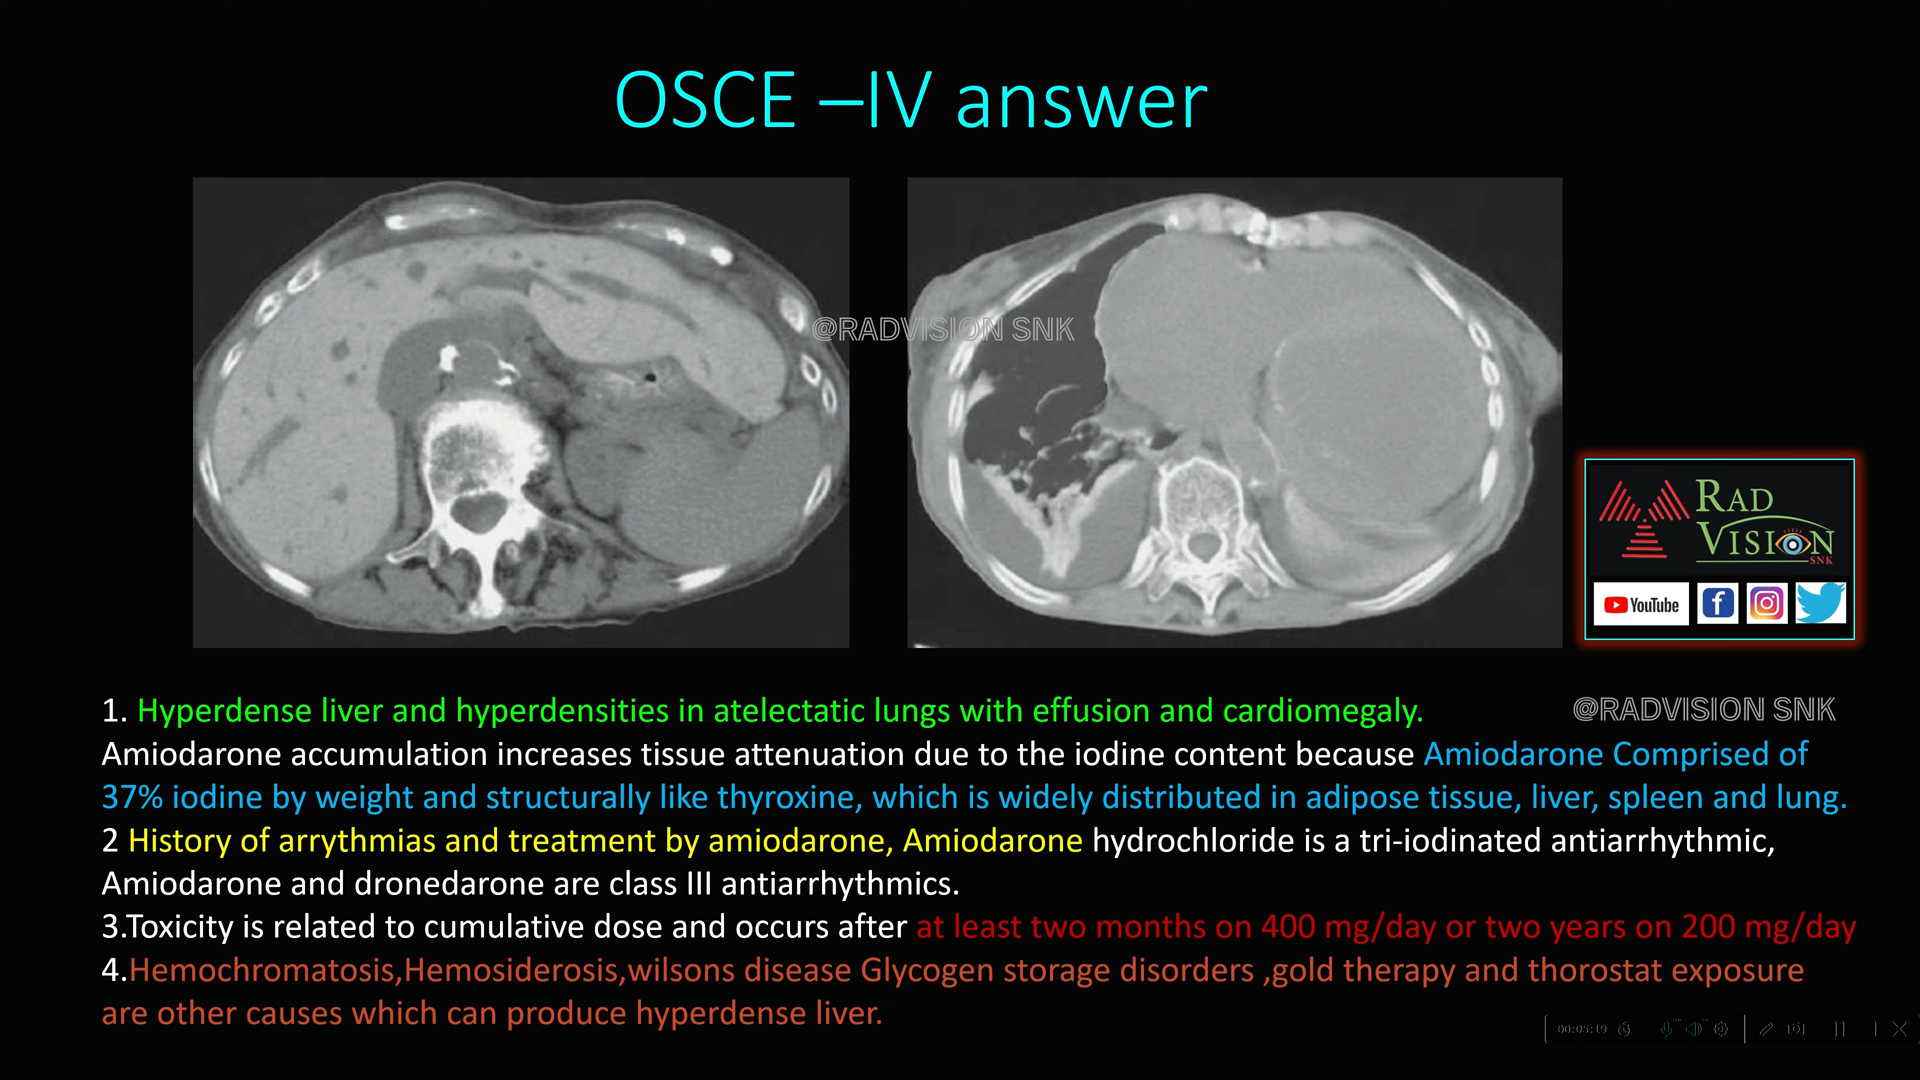 OSCE –IV answer
@RADVISION SNK
RAD
VISION
SNK
YouTube
f
@RADVISION SNK
1. Hyperdense liver and hyperdensities in atelectatic lungs with effusion and cardiomegaly.
Amiodarone accumulation increases tissue attenuation due to the iodine content because Amiodarone Comprised of
37% iodine by weight and structurally like thyroxine, which is widely distributed in adipose tissue, liver, spleen and lung.
2 History of arrythmias and treatment by amiodarone, Amiodarone hydrochloride is a tri-iodinated antiarrhythmic,
Amiodarone and dronedarone are class III antiarrhythmics.
3.Toxicity is related to cumulative dose and occurs after at least two months on 400 mg/day or two years on 200 mg/day
4.Hemochromatosis,Hemosiderosis,wilsons disease Glycogen storage disorders ,gold therapy and thorostat exposure
are other causes which can produce hyperdense liver.
00:05:19